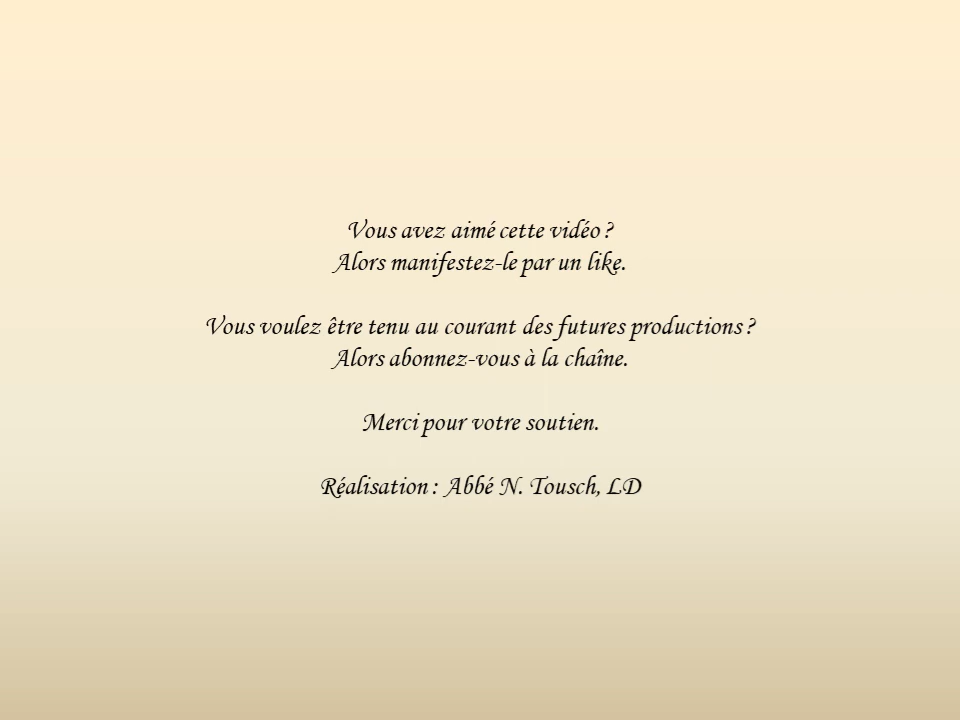 Vous avez aimé cette vidéo ?
Alors manifestez-le par un like.
Vous voulez être tenu au courant des futures productions ?
Alors abonnez-vous à la chaîne.
Merci pour votre soutien.
Réalisation : Abbé N. Tousch, LD